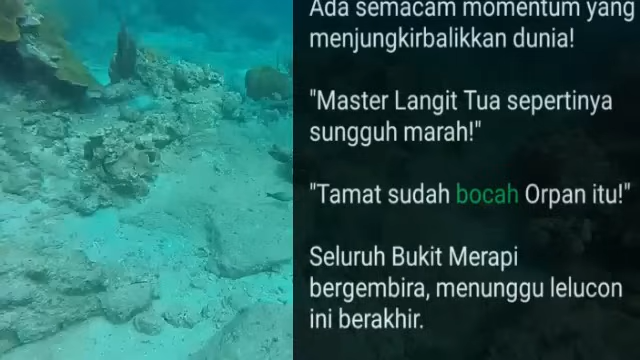 Ada semacam momentum yang
menjungkirbalikkan dunia!
"Master Langit Tua sepertinya
sungguh marah!"
"Tamat sudah bocah Orpan itu!"
Seluruh Bukit Merapi
bergembira, menunggu lelucon
ini berakhir.